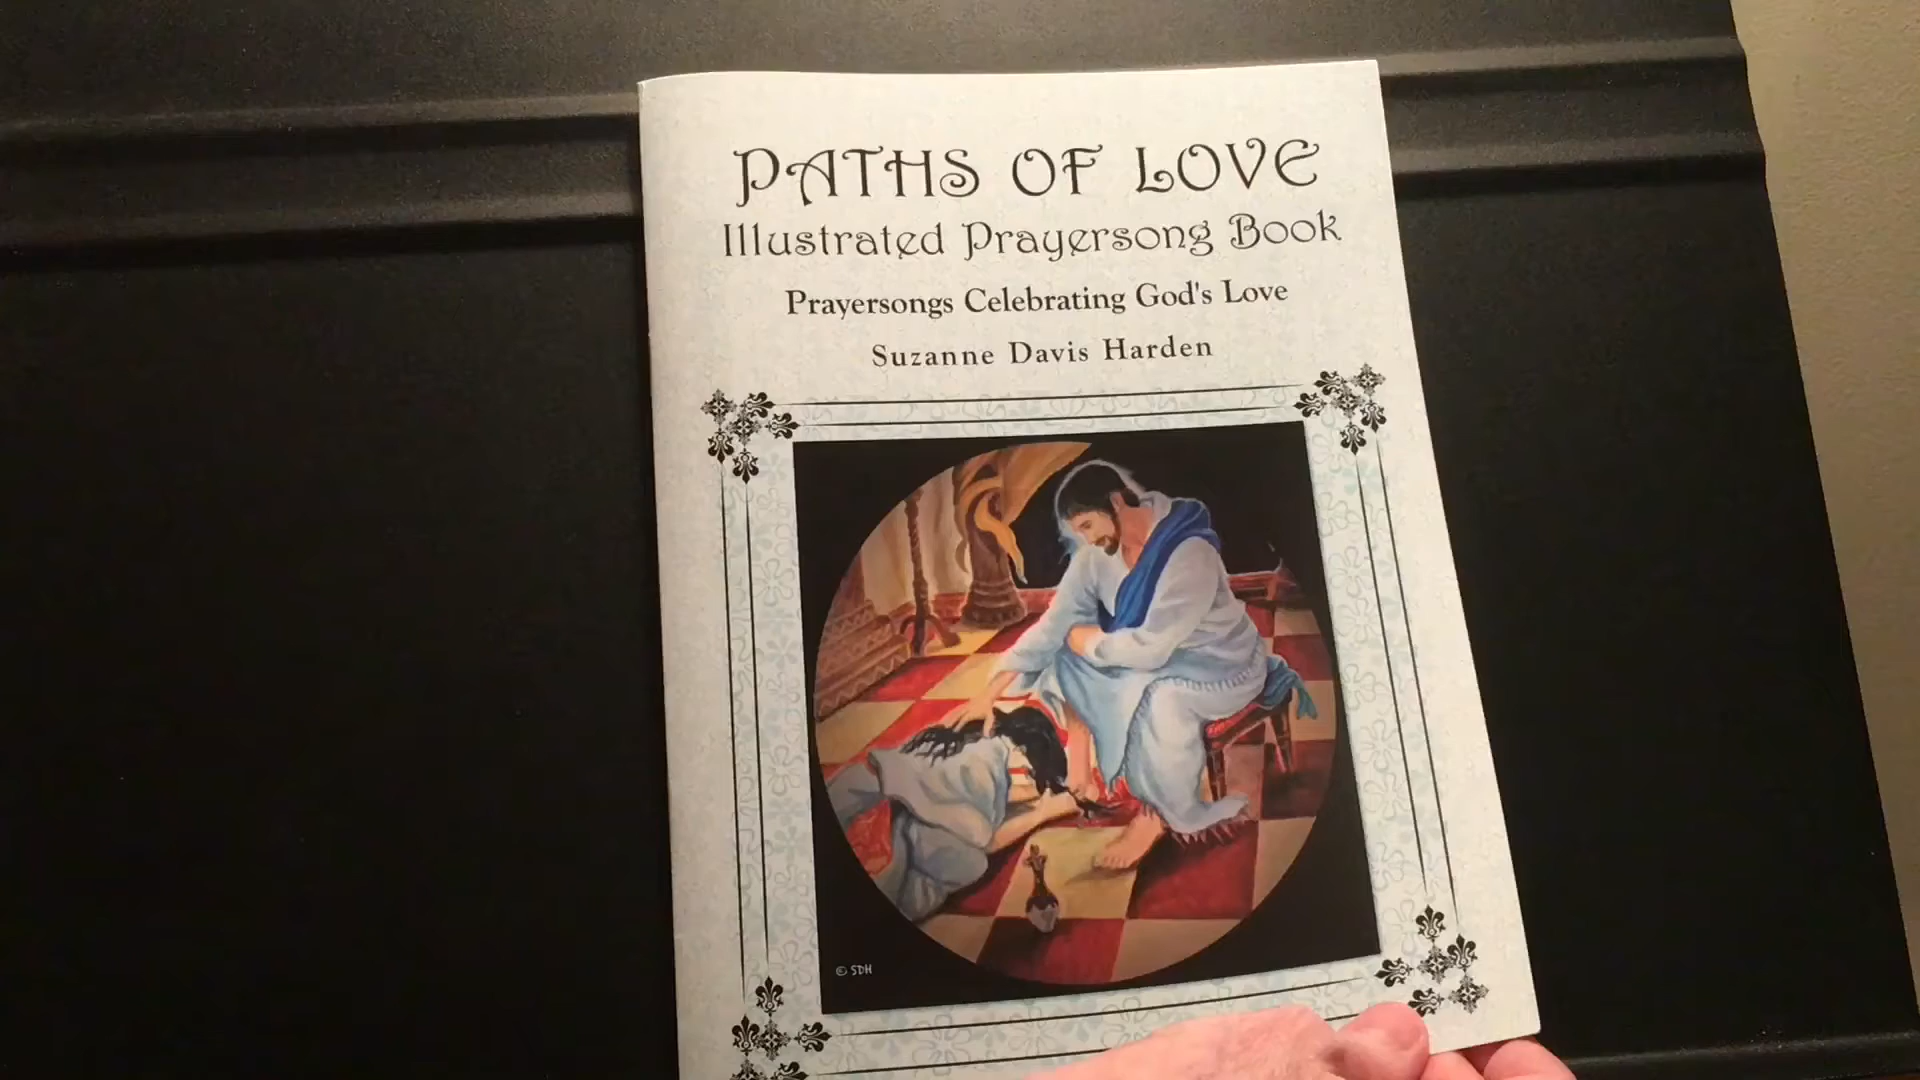 PATHS OF LOVE
Illustrated Prayersong Book
Prayersongs Celebrating God's Love
Suzanne Davis Harden
© SDH